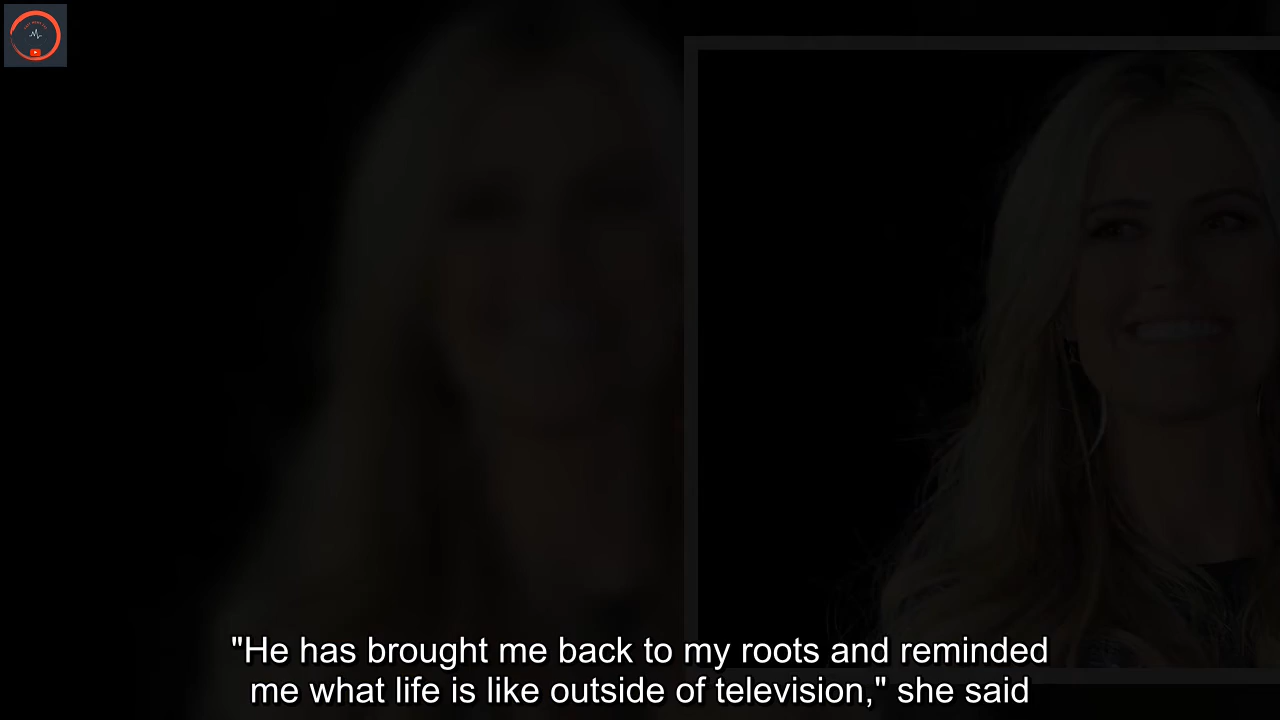 "He has brought me back to my roots and reminded
me what life is like outside of television," she said